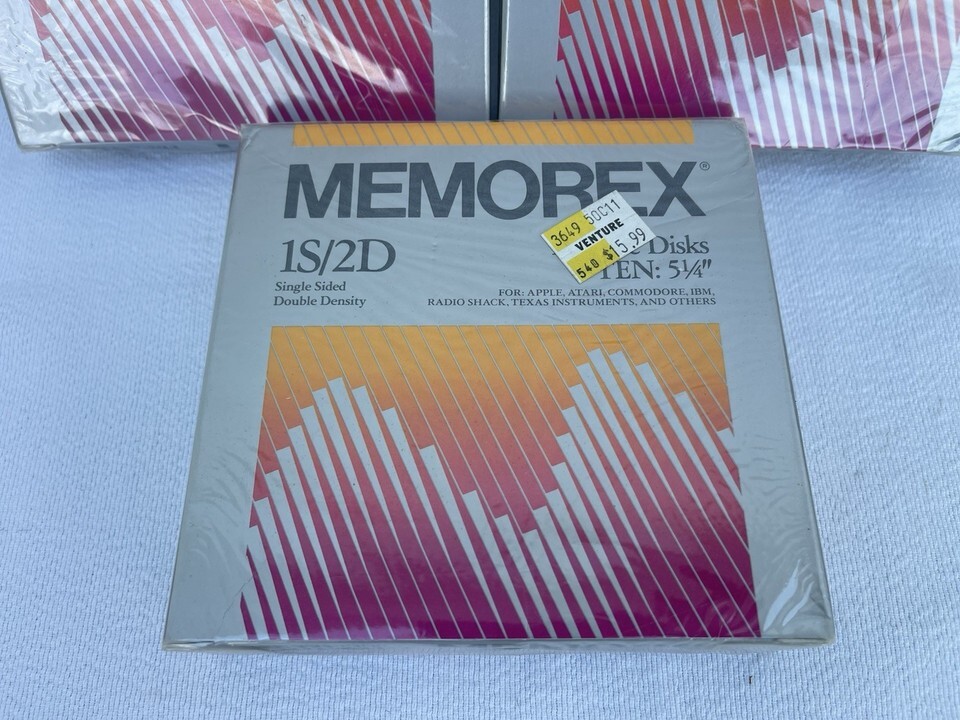 MEMOREX®
3649 50C11
VENTURE
540 $15.99
1S/2D
Disks
TEN: 5¼"
Single Sided
Double Density
FOR: APPLE, ATARI, COMMODORE, IBM,
RADIO SHACK, TEXAS INSTRUMENTS, AND OTHERS